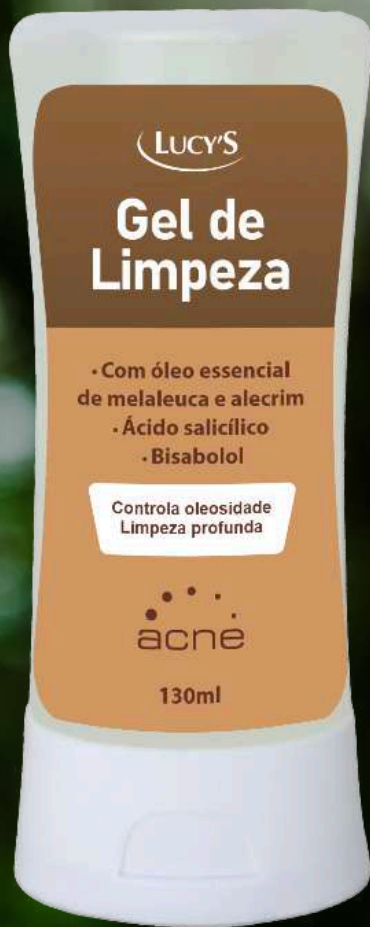 LUCY'S
Gel de
Limpeza
· Com óleo essencial
de melaleuca e alecrim
· Ácido salicílico
· Bisabolol
Controla oleosidade
Limpeza profunda
acne
130ml